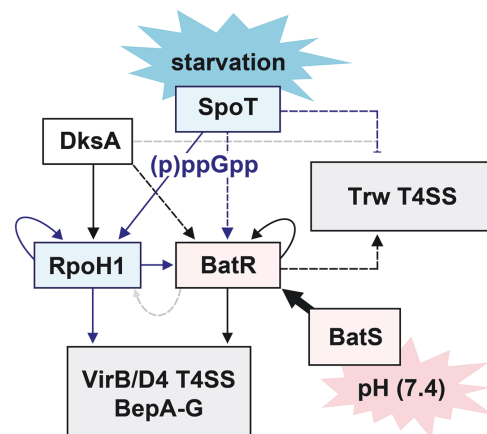 starvation
SpoT
DksA
(p)ppGpp
Trw T4SS
RpoH1
BatR
BatS
VirB/D4 T4SS
BepA-G
pH (7.4)